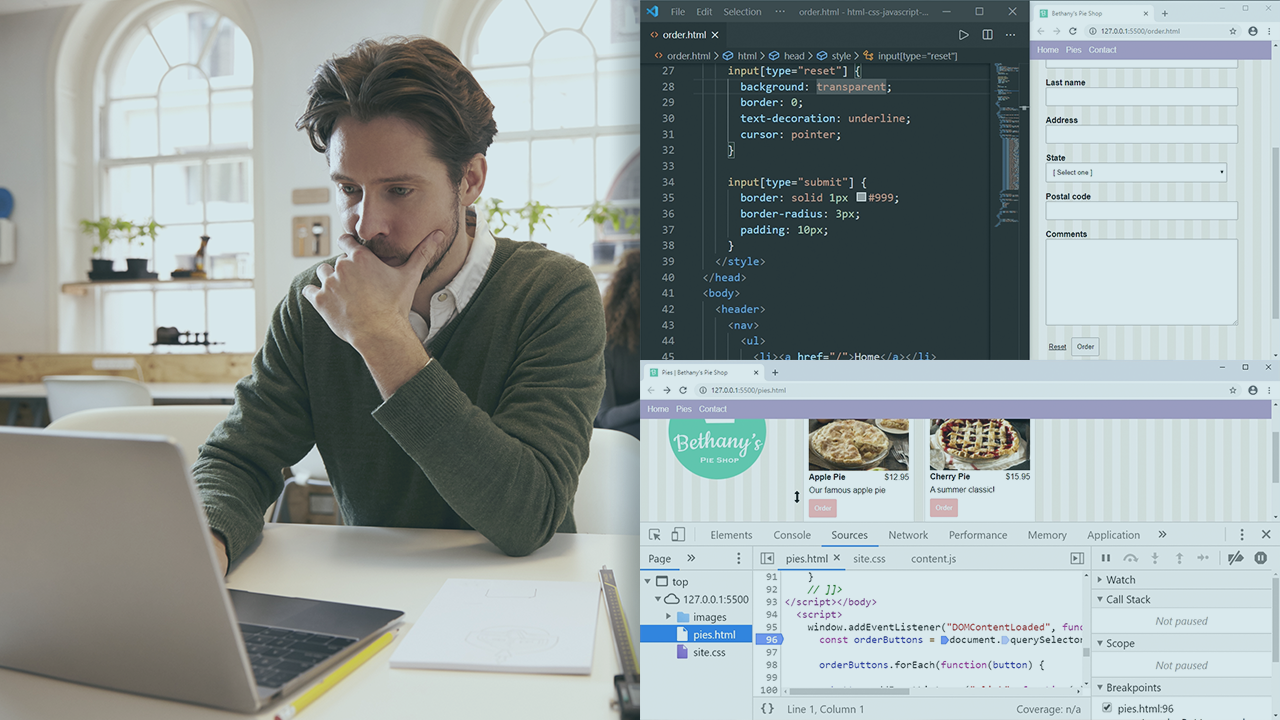 File Edit Selection ··· order.html - html-css-javascript-...
order.html
order.html > html > head > style > input[type="reset"]
27 input[type="reset"] {
28 background: transparent;
29 border: 0;
30 text-decoration: underline;
31 cursor: pointer;
32 }
33
34 input[type="submit"] {
35 border: solid 1px #999;
36 border-radius: 3px;
37 padding: 10px;
38 }
39 </style>
40 </head>
41 <body>
42 <header>
43 <nav>
44 <ul>
45 <li><a href="/">Home</a></li>
Bethany's Pie Shop
127.0.0.1:5500/order.html
Home Pies Contact
Last name
Address
State
[ Select one ]
Postal code
Comments
Reset Order
Pies | Bethany's Pie Shop
127.0.0.1:5500/pies.html
Home Pies Contact
Bethany's
PIE SHOP
Apple Pie $12.95
Our famous apple pie
Order
Cherry Pie $15.95
A summer classic!
Order
Elements Console Sources Network Performance Memory Application »
Page »
top
127.0.0.1:5500
images
pies.html
site.css
pies.html site.css content.js
91 }
92 // ]]>
93 </script></body>
94 <script>
95 window.addEventListener("DOMContentLoaded", func
96 const orderButtons = document.querySelector
97
98 orderButtons.forEach(function(button) {
99
100
{} Line 1, Column 1 Coverage: n/a
Watch
Call Stack
Not paused
Scope
Not paused
Breakpoints
pies.html:96